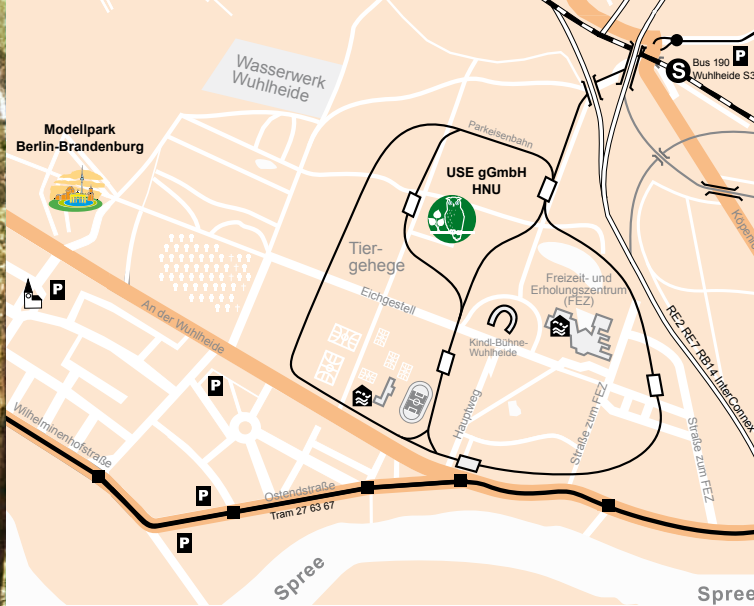 Bus 190
Wuhlheide S3
P
S
Wasserwerk
Wuhlheide
Modellpark
Berlin-Brandenburg
Parkeisenbahn
USE gGmbH
HNU
Tier-
gehege
Eichgestell
Freizeit- und
Erholungszentrum
(FEZ)
Kindl-Bühne-
Wuhlheide
P
An der Wuhlheide
RE2 RE7 RB14 InterConnex
P
Hauptweg
Straße zum FEZ
Straße zum FEZ
Wilhelminenhofstraße
P
Ostendstraße
Tram 27 63 67
P
Spree
Spree